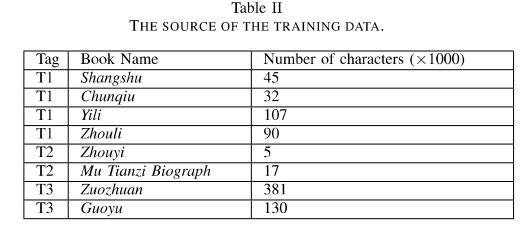 Table II
THE SOURCE OF THE TRAINING DATA.
Tag Book Name Number of characters (×1000)
T1 Shangshu 45
T1 Chunqiu 32
T1 Yili 107
T1 Zhouli 90
T2 Zhouyi 5
T2 Mu Tianzi Biograph 17
T3 Zuozhuan 381
T3 Guoyu 130